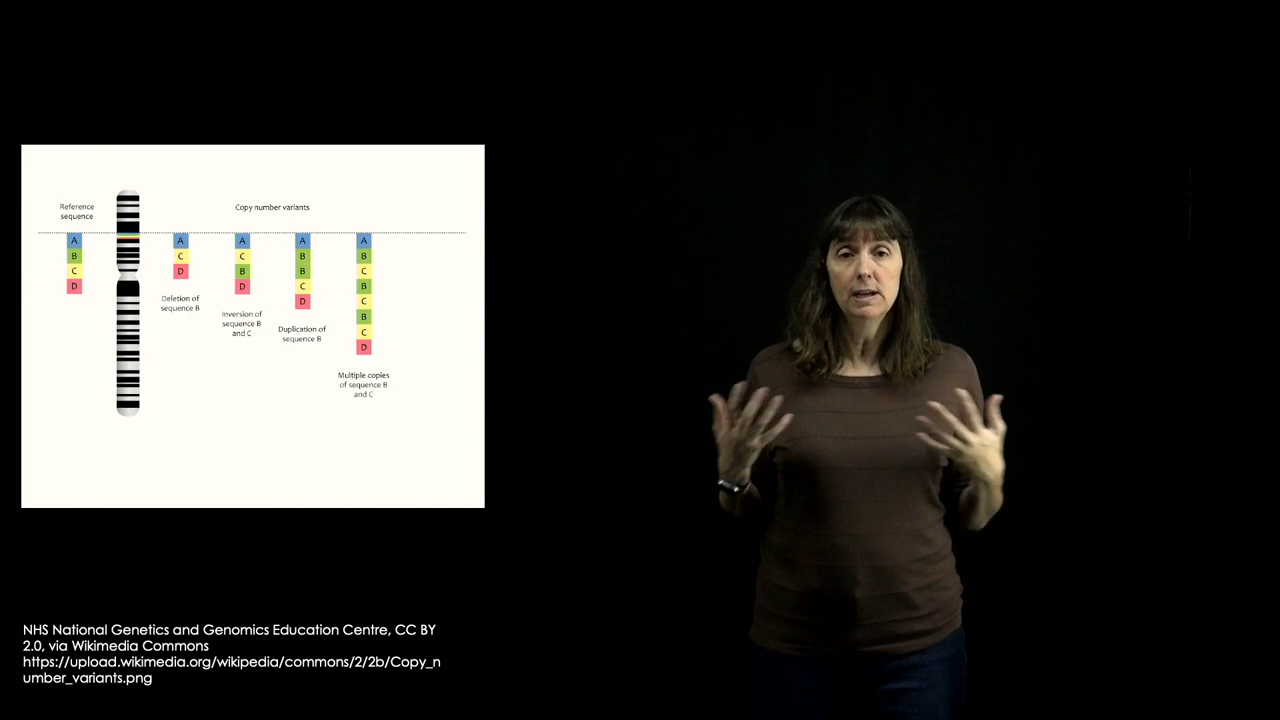 Reference
sequence
Copy number variants
A
B
C
D
A
C
D
Deletion of
sequence B
A
C
B
D
Inversion of
sequence B
and C
A
B
B
C
D
Duplication of
sequence B
A
B
C
B
C
B
C
D
Multiple copies
of sequence B
and C
NHS National Genetics and Genomics Education Centre, CC BY
2.0, via Wikimedia Commons
https://upload.wikimedia.org/wikipedia/commons/2/2b/Copy_n
umber_variants.png